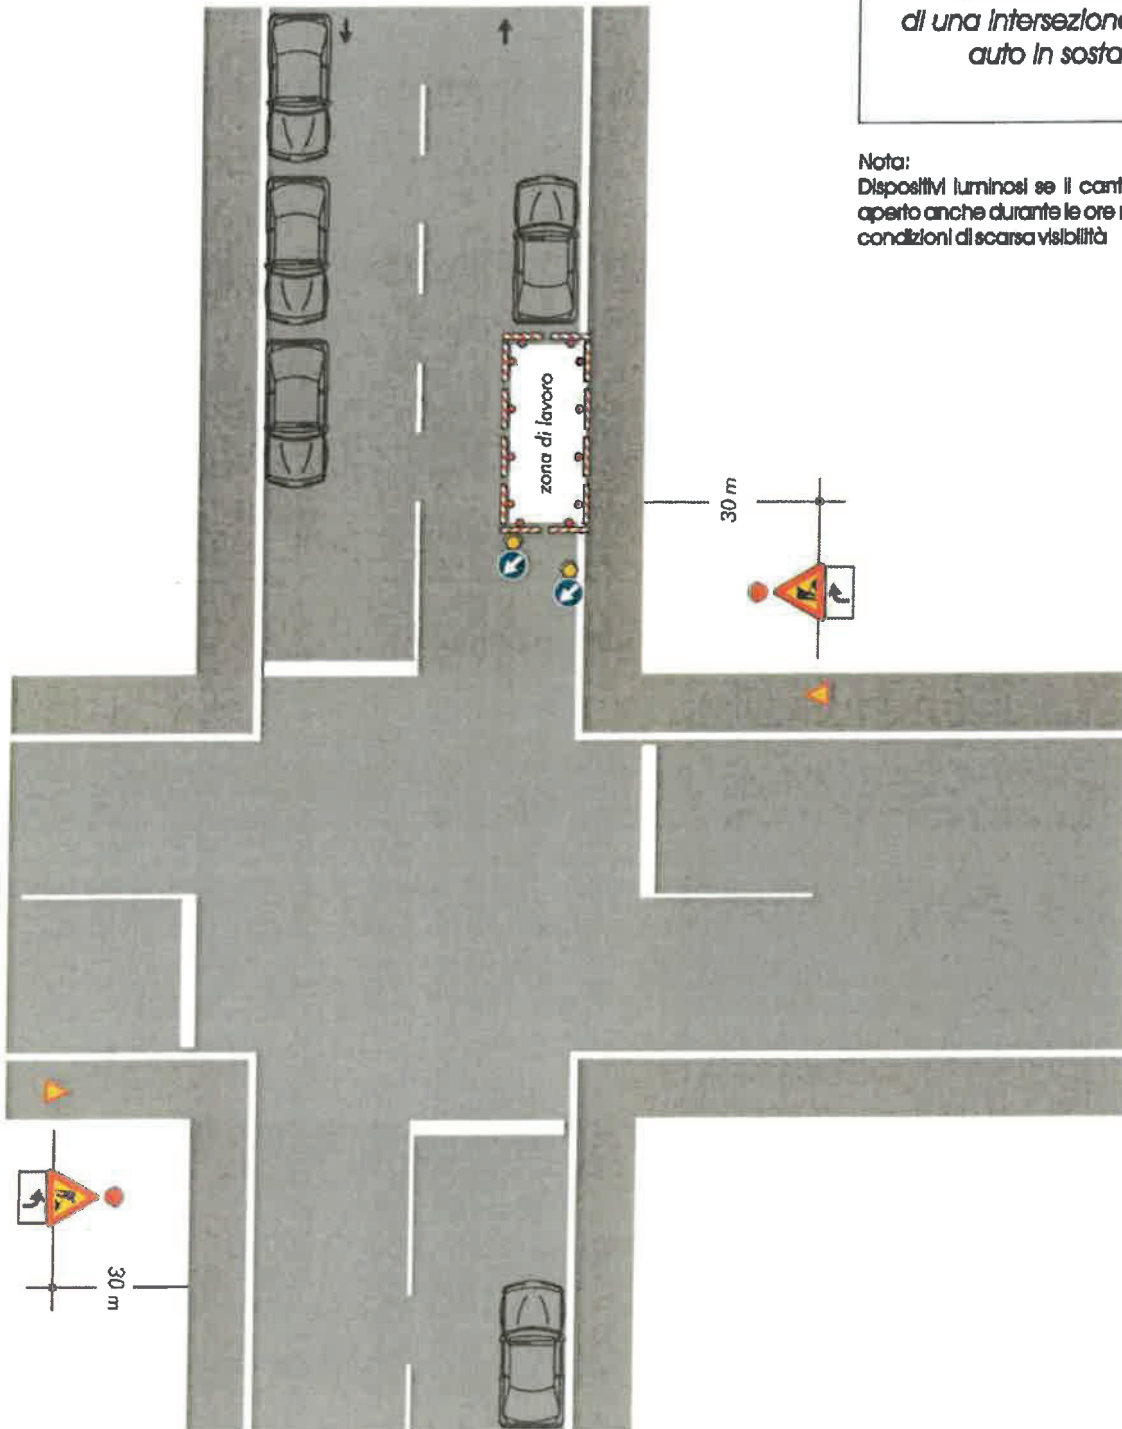 di una intersezione
auto in sosta
Nota:
Dispositivi luminosi se il cant
aperto anche durante le ore
condizioni di scarsa visibilità
zona di lavoro
30 m
30 m